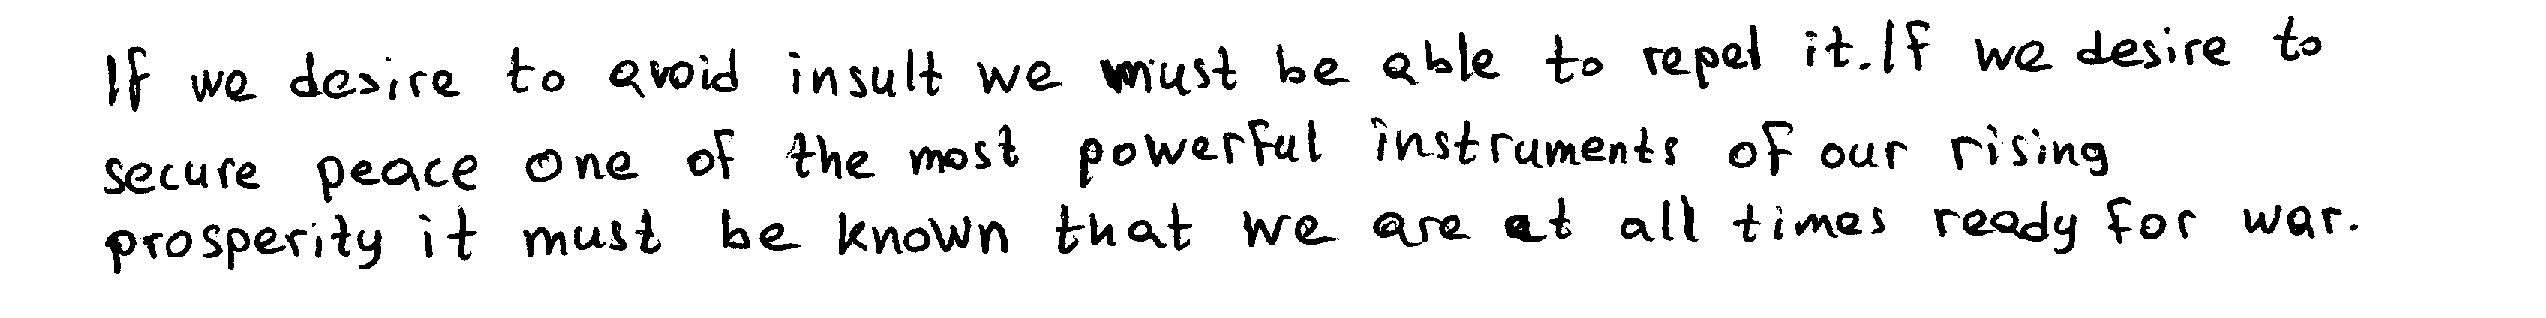 If we desire to avoid insult we must be able to repel it.If we desire to
secure peace one of the most powerful instruments of our rising
prosperity it must be known that we are at all times ready for war.